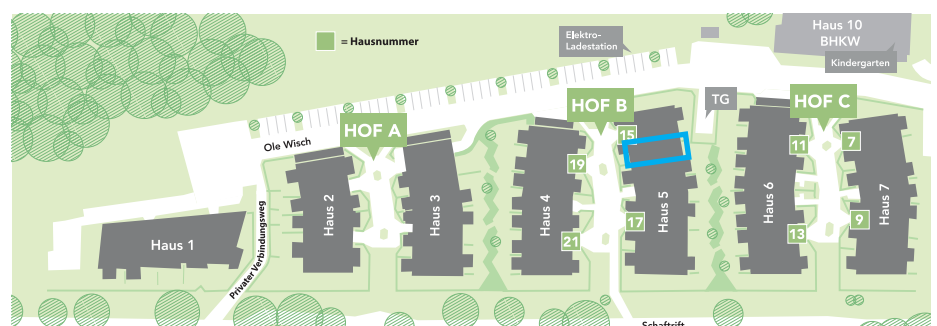 = Hausnummer
Elektro-
Ladestation
Haus 10
BHKW
Kindergarten
TG
HOF A
HOF B
HOF C
Ole Wisch
15
19
11
7
17
21
13
9
Haus 1
Haus 2
Haus 3
Haus 4
Haus 5
Haus 6
Haus 7
Privater Verbindungsweg